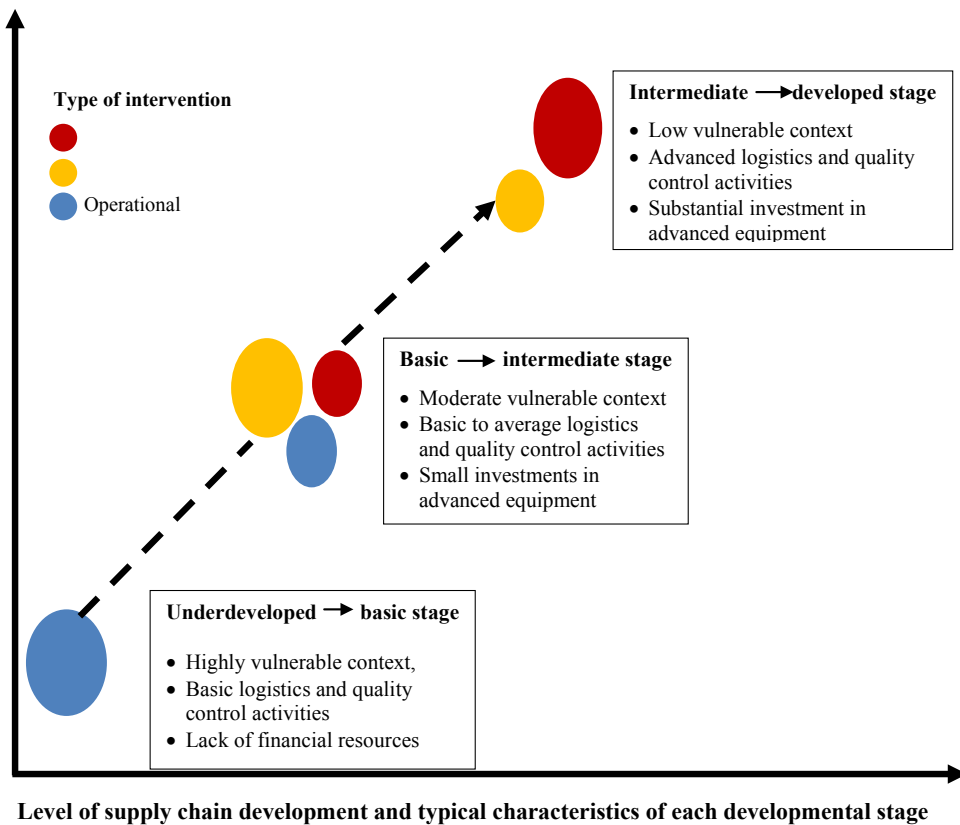 Type of intervention
Operational
Intermediate → developed stage
• Low vulnerable context
• Advanced logistics and quality
control activities
• Substantial investment in
advanced equipment
Basic → intermediate stage
• Moderate vulnerable context
• Basic to average logistics
and quality control activities
• Small investments in
advanced equipment
Underdeveloped → basic stage
• Highly vulnerable context,
• Basic logistics and quality
control activities
• Lack of financial resources
Level of supply chain development and typical characteristics of each developmental stage